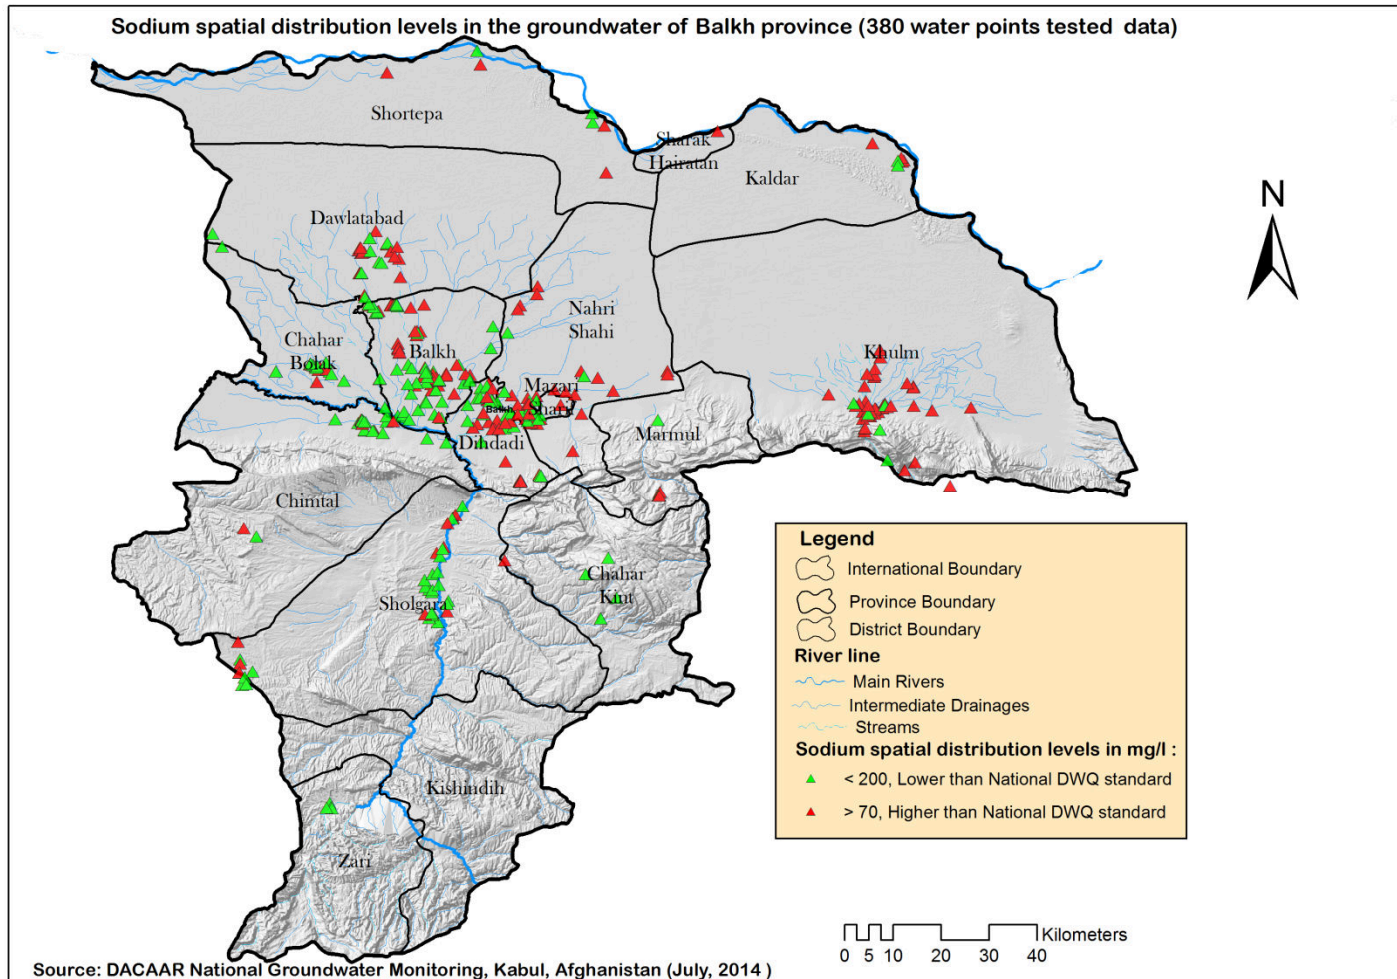 Sodium spatial distribution levels in the groundwater of Balkh province (380 water points tested data)
Shortepa
Sharak
Hairatan
Kaldar
Dawlatabad
Nahri
Shahi
Chahar
Bolak
Balkh
Khulm
Mazari
Sharif
Balkh
Dihdadi
Marmul
Chimtal
Chahar
Kint
Sholgara
Kishindih
Zari
N
Legend
International Boundary
Province Boundary
District Boundary
River line
Main Rivers
Intermediate Drainages
Streams
Sodium spatial distribution levels in mg/l :
< 200, Lower than National DWQ standard
> 70, Higher than National DWQ standard
Kilometers
0 5 10 20 30 40
Source: DACAAR National Groundwater Monitoring, Kabul, Afghanistan (July, 2014 )